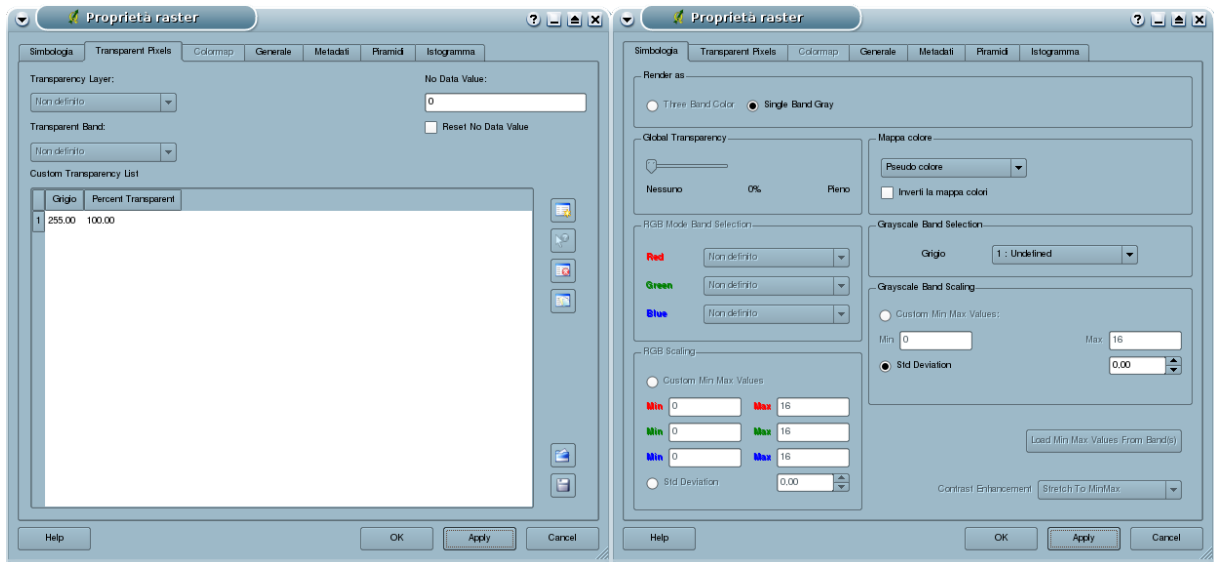 Proprietà raster
Simbologia Transparent Pixels Colormap Generale Metadati Piramidi Istogramma
Transparency Layer:
No Data Value:
Non definito
0
Transparent Band:
Reset No Data Value
Non definito
Custom Transparency List
Grigio Percent Transparent
1 255.00 100.00
Help OK Apply Cancel
Proprietà raster
Simbologia Transparent Pixels Colormap Generale Metadati Piramidi Istogramma
Render as
Three Band Color Single Band Gray
Global Transparency
Nessuno 0% Pieno
Mappa colore
Pseudo colore
Inverti la mappa colori
RGB Mode Band Selection
Red Non definito
Green Non definito
Blue Non definito
Grayscale Band Selection
Grigio 1 : Undefined
Grayscale Band Scaling
Custom Min Max Values:
Min 0 Max 16
Std Deviation 0,00
RGB Scaling
Custom Min Max Values
Min 0 Max 16
Min 0 Max 16
Min 0 Max 16
Std Deviation 0,00
Load Min Max Values From Band(s)
Contrast Enhancement Stretch To MinMax
Help OK Apply Cancel